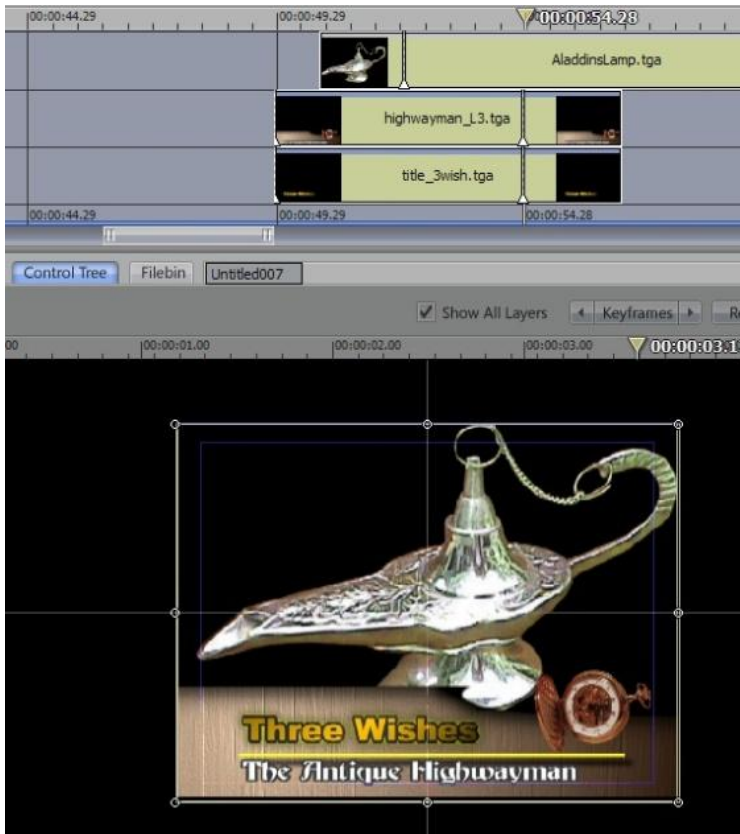 00:00:44.29 00:00:49.29 00:00:54.28
AladdinsLamp.tga
highwayman_L3.tga
title_3wish.tga
00:00:44.29 00:00:49.29 00:00:54.28
Control Tree Filebin Untitled007
Show All Layers Keyframes
00:00:01.00 00:00:02.00 00:00:03.00
Three Wishes
The Antique Highwayman